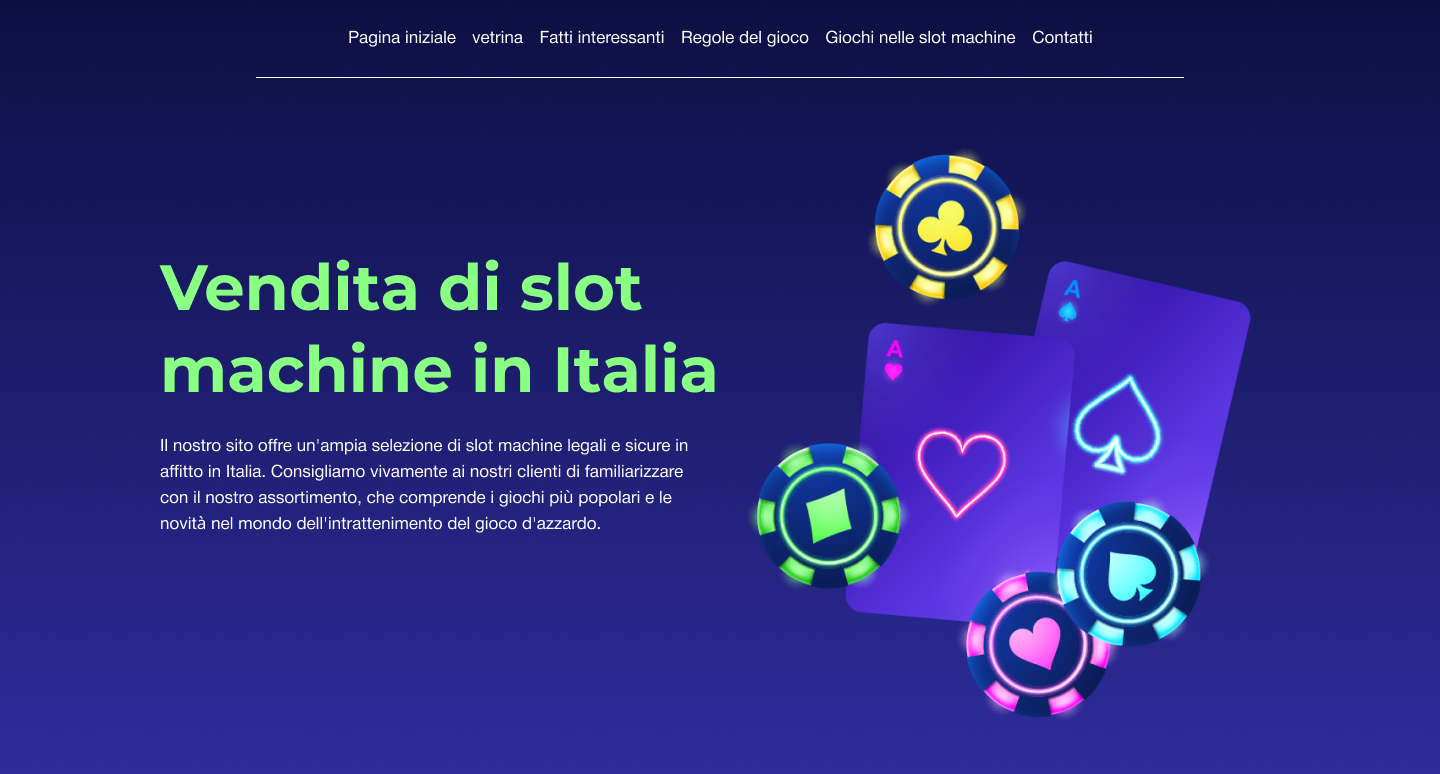 Pagina iniziale vetrina Fatti interessanti Regole del gioco Giochi nelle slot machine Contatti
Vendita di slot
machine in Italia
Il nostro sito offre un'ampia selezione di slot machine legali e sicure in
affitto in Italia. Consigliamo vivamente ai nostri clienti di familiarizzare
con il nostro assortimento, che comprende i giochi più popolari e le
novità nel mondo dell'intrattenimento del gioco d'azzardo.
A
A